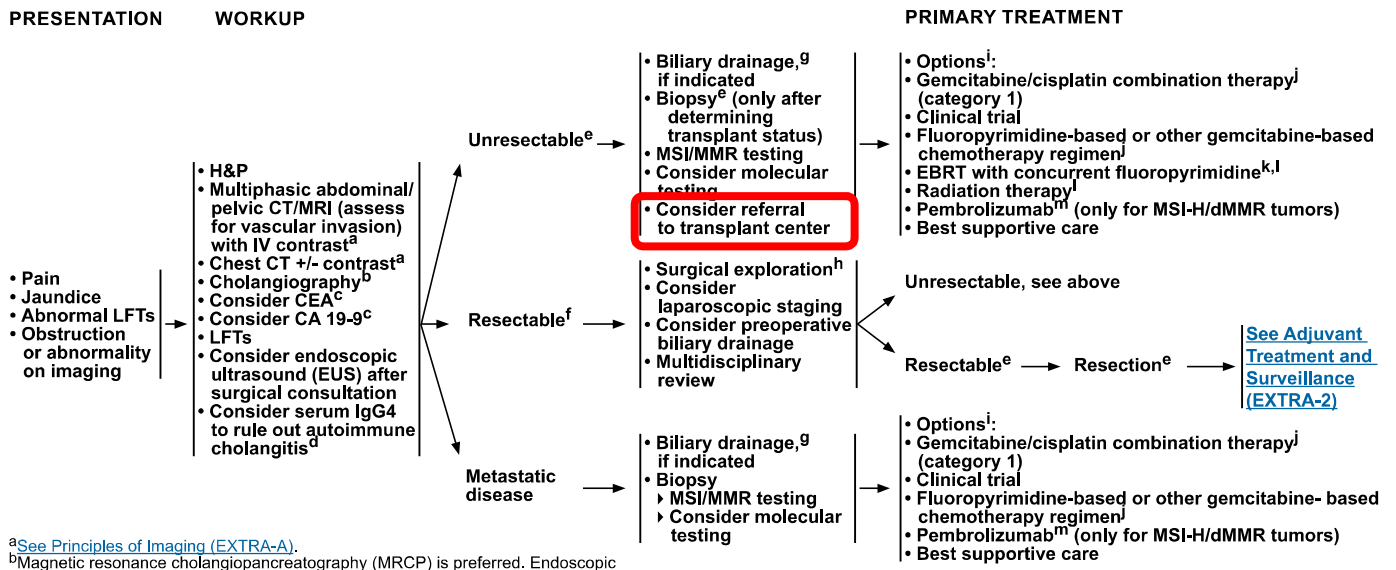 PRESENTATION
WORKUP
PRIMARY TREATMENT
• Pain
• Jaundice
• Abnormal LFTs
• Obstruction
or abnormality
on imaging
• H&P
• Multiphasic abdominal/
pelvic CT/MRI (assess
for vascular invasion)
with IV contrastᵃ
• Chest CT +/- contrastᵃ
• Cholangiographyᵇ
• Consider CEAᶜ
• Consider CA 19-9ᶜ
• LFTs
• Consider endoscopic
ultrasound (EUS) after
surgical consultation
• Consider serum IgG4
to rule out autoimmune
cholangitisᵈ
Unresectableᵉ
• Biliary drainage,ᵍ
if indicated
• Biopsyᵉ (only after
determining
transplant status)
• MSI/MMR testing
• Consider molecular
testing
• Consider referral
to transplant center
• Optionsⁱ:
• Gemcitabine/cisplatin combination therapyʲ
(category 1)
• Clinical trial
• Fluoropyrimidine-based or other gemcitabine-based
chemotherapy regimenʲ
• EBRT with concurrent fluoropyrimidineᵏ,ˡ
• Radiation therapyˡ
• Pembrolizumabᵐ (only for MSI-H/dMMR tumors)
• Best supportive care
Resectableᶠ
• Surgical explorationʰ
• Consider
laparoscopic staging
• Consider preoperative
biliary drainage
• Multidisciplinary
review
Unresectable, see above
Resectableᵉ
Resectionᵉ
See Adjuvant
Treatment and
Surveillance
(EXTRA-2)
Metastatic
disease
• Biliary drainage,ᵍ
if indicated
• Biopsy
▸ MSI/MMR testing
▸ Consider molecular
testing
• Optionsⁱ:
• Gemcitabine/cisplatin combination therapyʲ
(category 1)
• Clinical trial
• Fluoropyrimidine-based or other gemcitabine- based
chemotherapy regimenʲ
• Pembrolizumabᵐ (only for MSI-H/dMMR tumors)
• Best supportive care
ᵃSee Principles of Imaging (EXTRA-A).
ᵇMagnetic resonance cholangiopancreatography (MRCP) is preferred. Endoscopic